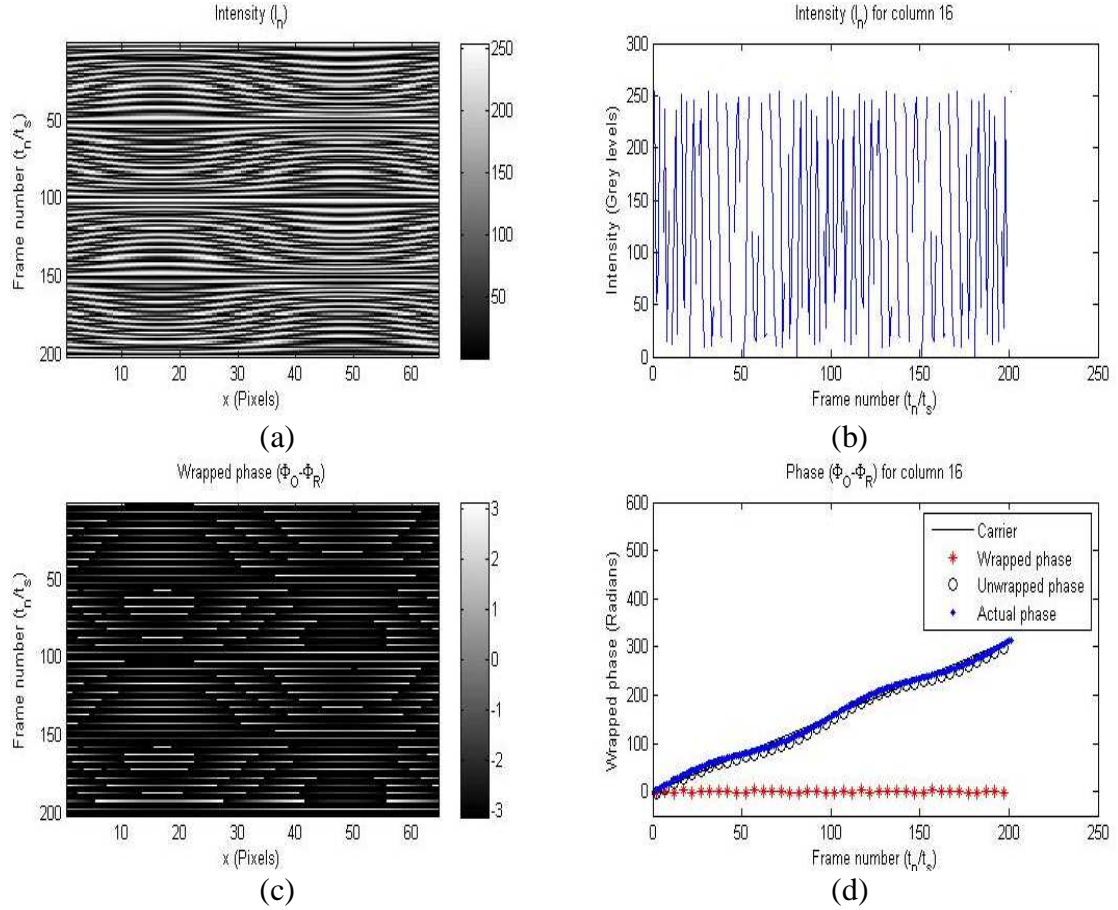 Intensity (I_n)
Frame number (t_n/t_s)
50
100
150
200
10
20
30
40
50
60
x (Pixels)
250
200
150
100
50
(a)
Intensity (I_n) for column 16
Intensity (Grey levels)
300
250
200
150
100
50
0
0
50
100
150
200
250
Frame number (t_n/t_s)
(b)
Wrapped phase (Φ_O-Φ_R)
Frame number (t_n/t_s)
50
100
150
200
10
20
30
40
50
60
x (Pixels)
3
2
1
0
-1
-2
-3
(c)
Phase (Φ_O-Φ_R) for column 16
Wrapped phase (Radians)
600
500
400
300
200
100
0
Carrier
Wrapped phase
Unwrapped phase
Actual phase
0
50
100
150
200
250
Frame number (t_n/t_s)
(d)